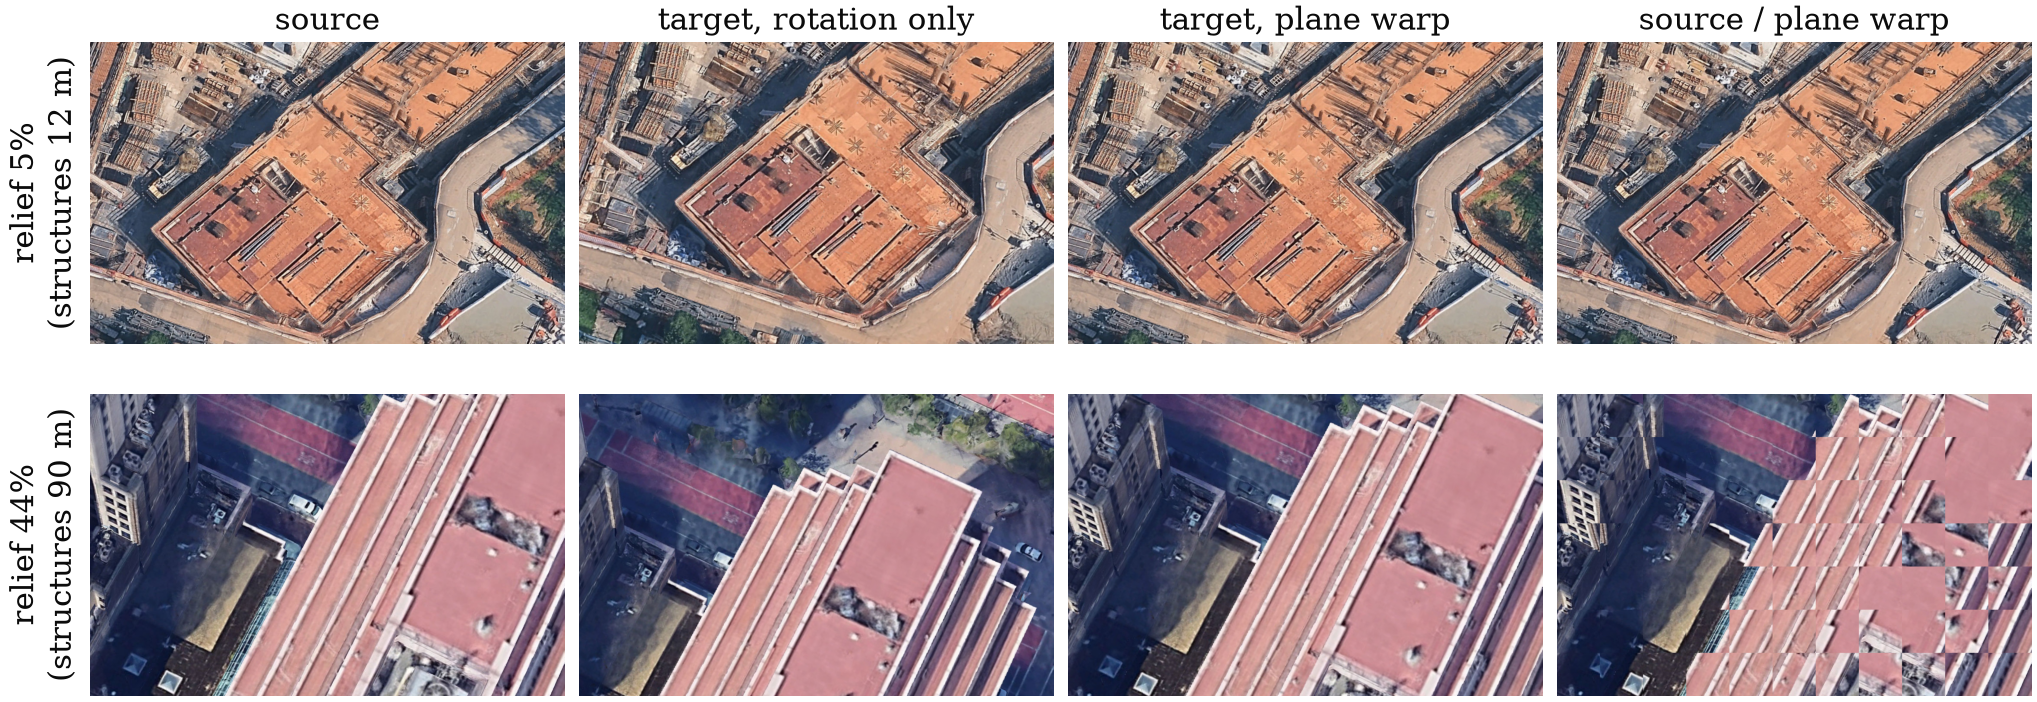 source
target, rotation only
target, plane warp
source / plane warp
relief 5%
(structures 12 m)
relief 44%
(structures 90 m)